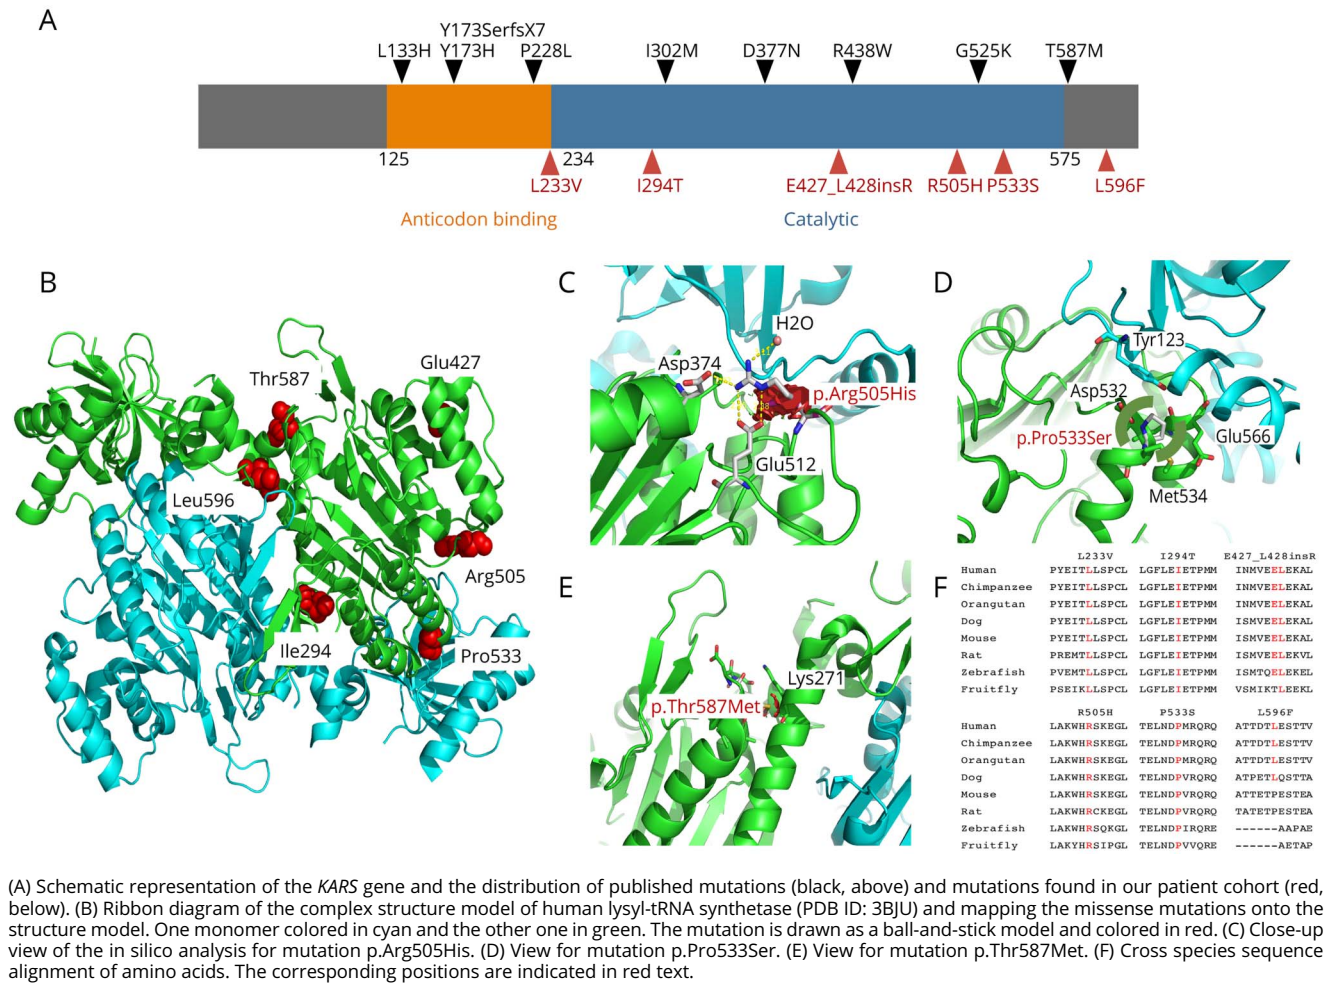 A
Y173SerfsX7
L133H Y173H P228L I302M D377N R438W G525K T587M
125 234 575
L233V I294T E427_L428insR R505H P533S L596F
Anticodon binding Catalytic
B
Thr587
Glu427
Leu596
Arg505
Ile294
Pro533
C
H2O
Asp374
p.Arg505His
Glu512
D
Tyr123
Asp532
p.Pro533Ser
Glu566
Met534
E
Lys271
p.Thr587Met
F
L233V I294T E427_L428insR
Human PYEITLLSPCL LGFLEIETPMM INMVEELEKAL
Chimpanzee PYEITLLSPCL LGFLEIETPMM INMVEELEKAL
Orangutan PYEITLLSPCL LGFLEIETPMM INMVEELEKAL
Dog PYEITLLSPCL LGFLEIETPMM ISMVEELEKAL
Mouse PYEITLLSPCL LGFLEIETPMM ISMVEELEKAL
Rat PREMTLLSPCL LGFLEIETPMM ISMVEELEKVL
Zebrafish PVEMTLLSPCL LGFLEIETPMM ISMTQELEKEL
Fruitfly PSEIKLLSPCL LGFLEIETPMM VSMIKTLEEKL
R505H P533S L596F
Human LAKWHRSKEGL TELNDPMRQRQ ATTDTLESTTV
Chimpanzee LAKWHRSKEGL TELNDPMRQRQ ATTDTLESTTV
Orangutan LAKWHRSKEGL TELNDPMRQRQ ATTDTLESTTV
Dog LAKWHRSKEGL TELNDPVRQRQ ATPETLQSTTA
Mouse LAKWHRSKEGL TELNDPVRQRQ ATTETPESTEA
Rat LAKWHRCKEGL TELNDPVRQRQ TATETPESTEA
Zebrafish LAKWHRSQKGL TELNDPIRQRE ------AAPAE
Fruitfly LAKYHRSIPGL TELNDPVVQRE ------AETAP
(A) Schematic representation of the KARS gene and the distribution of published mutations (black, above) and mutations found in our patient cohort (red,
below). (B) Ribbon diagram of the complex structure model of human lysyl-tRNA synthetase (PDB ID: 3BJU) and mapping the missense mutations onto the
structure model. One monomer colored in cyan and the other one in green. The mutation is drawn as a ball-and-stick model and colored in red. (C) Close-up
view of the in silico analysis for mutation p.Arg505His. (D) View for mutation p.Pro533Ser. (E) View for mutation p.Thr587Met. (F) Cross species sequence
alignment of amino acids. The corresponding positions are indicated in red text.